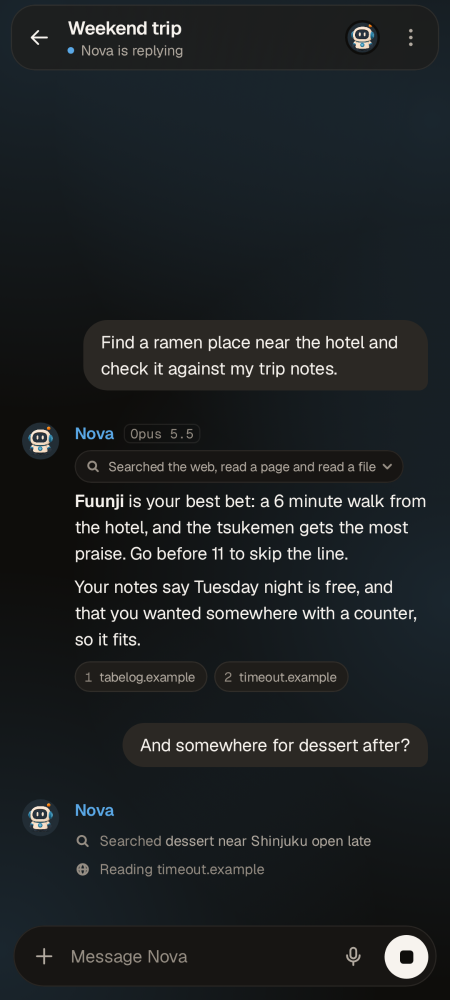 Weekend trip
Nova is replying
Find a ramen place near the hotel and
check it against my trip notes.
Nova Opus 5.5
Searched the web, read a page and read a file
Fuunji is your best bet: a 6 minute walk from
the hotel, and the tsukemen gets the most
praise. Go before 11 to skip the line.
Your notes say Tuesday night is free, and
that you wanted somewhere with a counter,
so it fits.
1 tabelog.example 2 timeout.example
And somewhere for dessert after?
Nova
Searched dessert near Shinjuku open late
Reading timeout.example
Message Nova